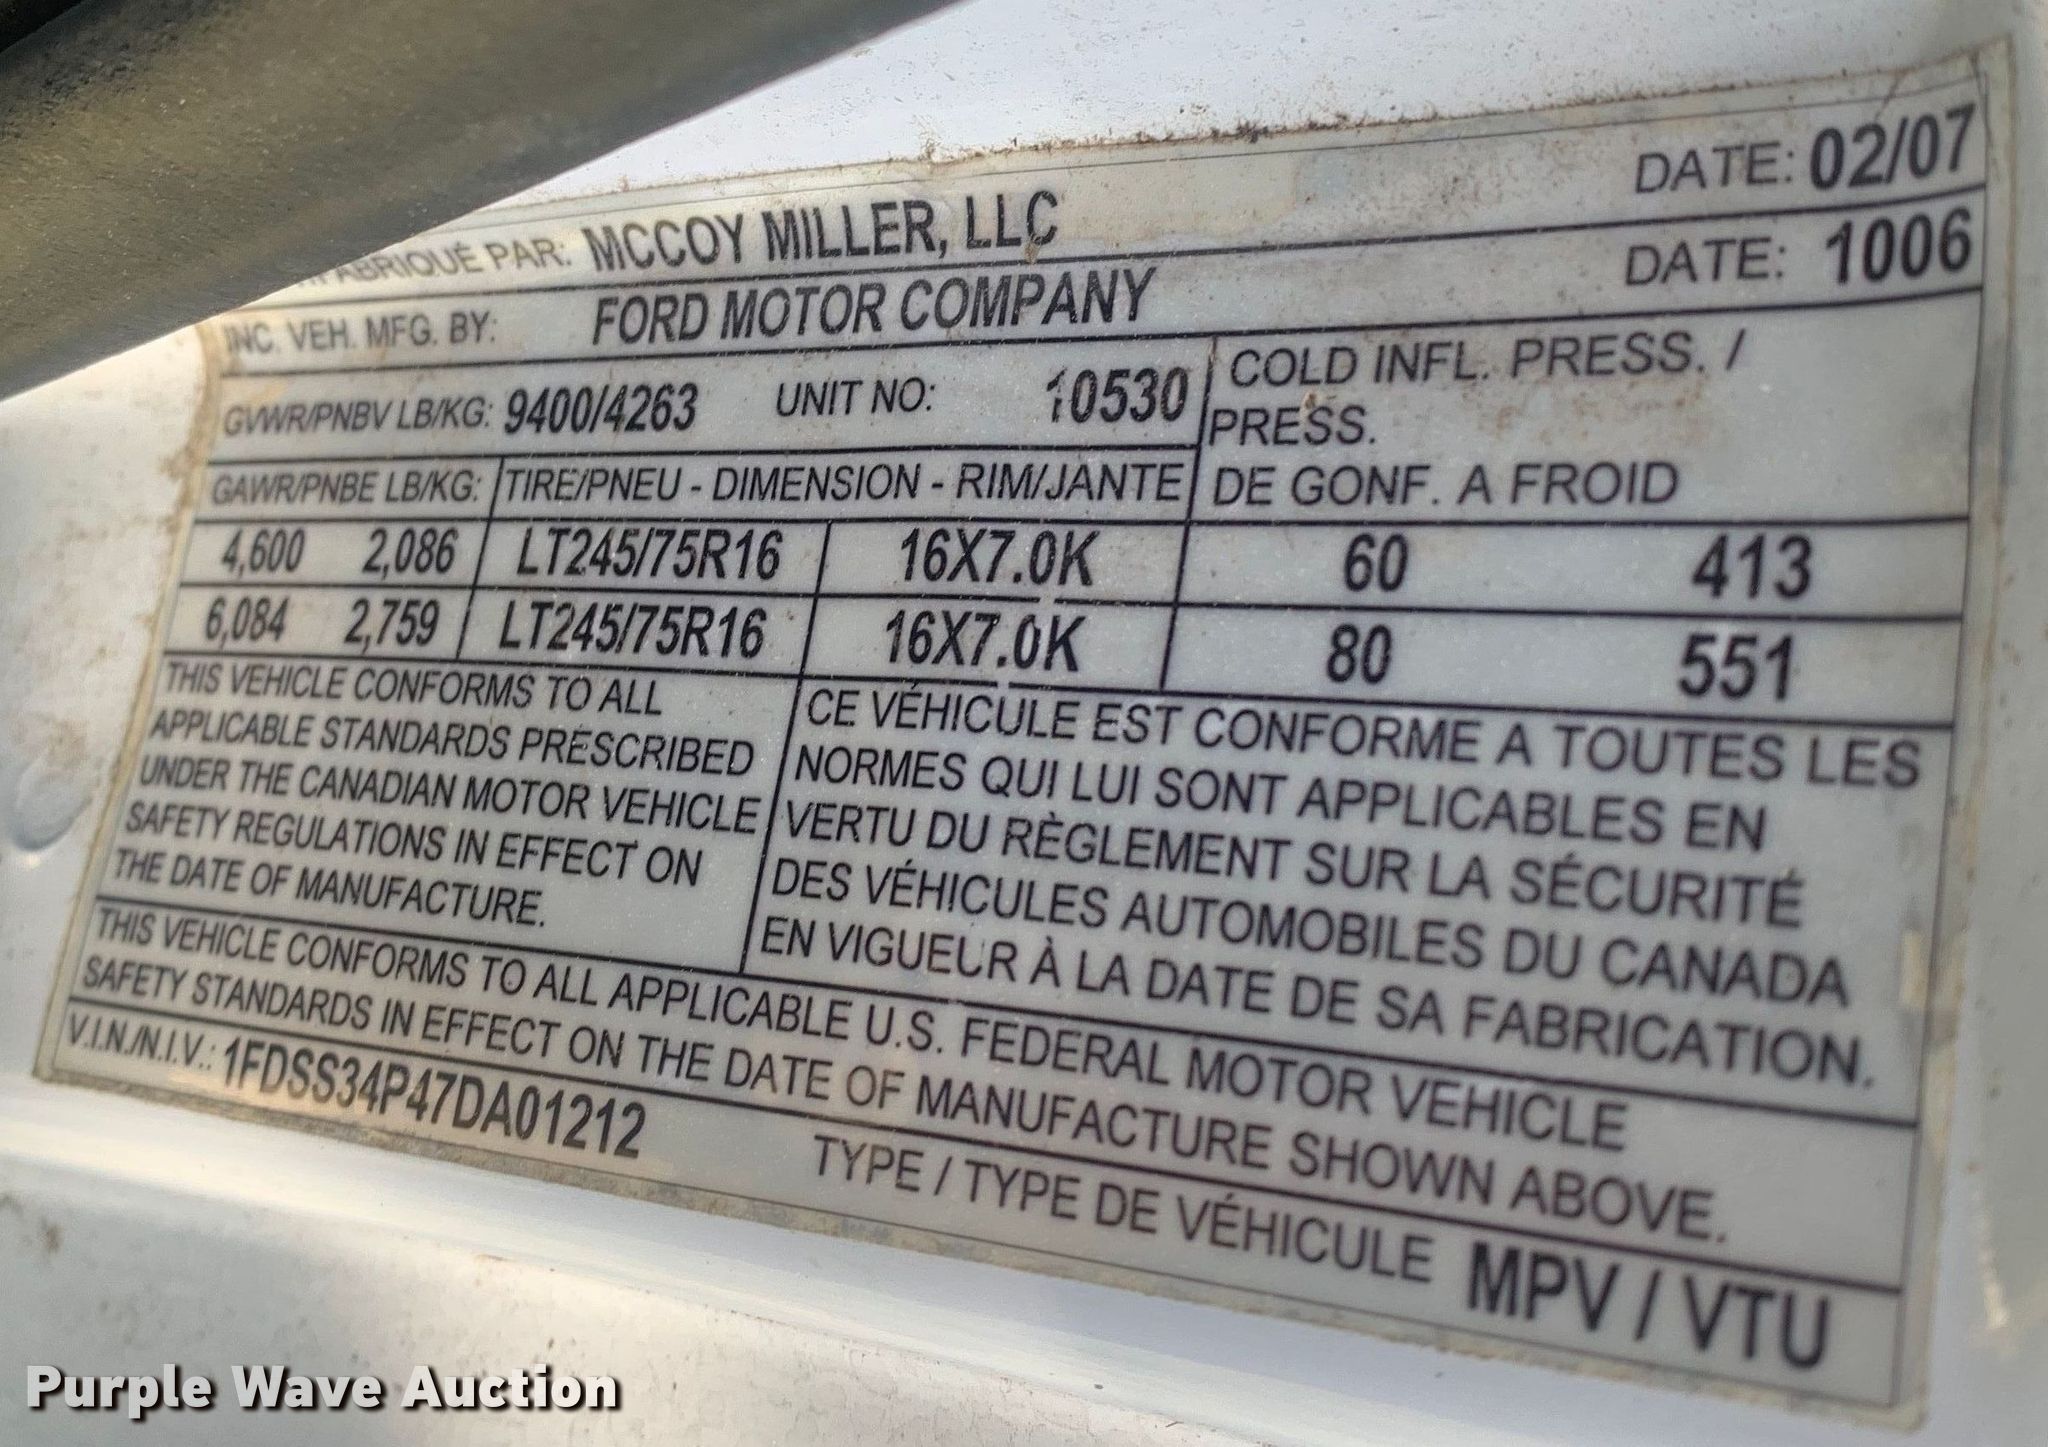 FABRIQUÉ PAR: MCCOY MILLER, LLC DATE: 02/07
INC. VEH. MFG. BY: FORD MOTOR COMPANY DATE: 1006
GVWR/PNBV LB/KG: 9400/4263 UNIT NO: 10530
COLD INFL. PRESS. /
PRESS.
DE GONF. A FROID
GAWR/PNBE LB/KG: TIRE/PNEU - DIMENSION - RIM/JANTE
4,600 2,086 LT245/75R16 16X7.0K 60 413
6,084 2,759 LT245/75R16 16X7.0K 80 551
THIS VEHICLE CONFORMS TO ALL
APPLICABLE STANDARDS PRESCRIBED
UNDER THE CANADIAN MOTOR VEHICLE
SAFETY REGULATIONS IN EFFECT ON
THE DATE OF MANUFACTURE.
CE VÉHICULE EST CONFORME A TOUTES LES
NORMES QUI LUI SONT APPLICABLES EN
VERTU DU RÈGLEMENT SUR LA SÉCURITÉ
DES VÉHICULES AUTOMOBILES DU CANADA
EN VIGUEUR À LA DATE DE SA FABRICATION.
THIS VEHICLE CONFORMS TO ALL APPLICABLE U.S. FEDERAL MOTOR VEHICLE
SAFETY STANDARDS IN EFFECT ON THE DATE OF MANUFACTURE SHOWN ABOVE.
V.I.N./N.I.V.: 1FDSS34P47DA01212 TYPE / TYPE DE VÉHICULE MPV / VTU
Purple Wave Auction